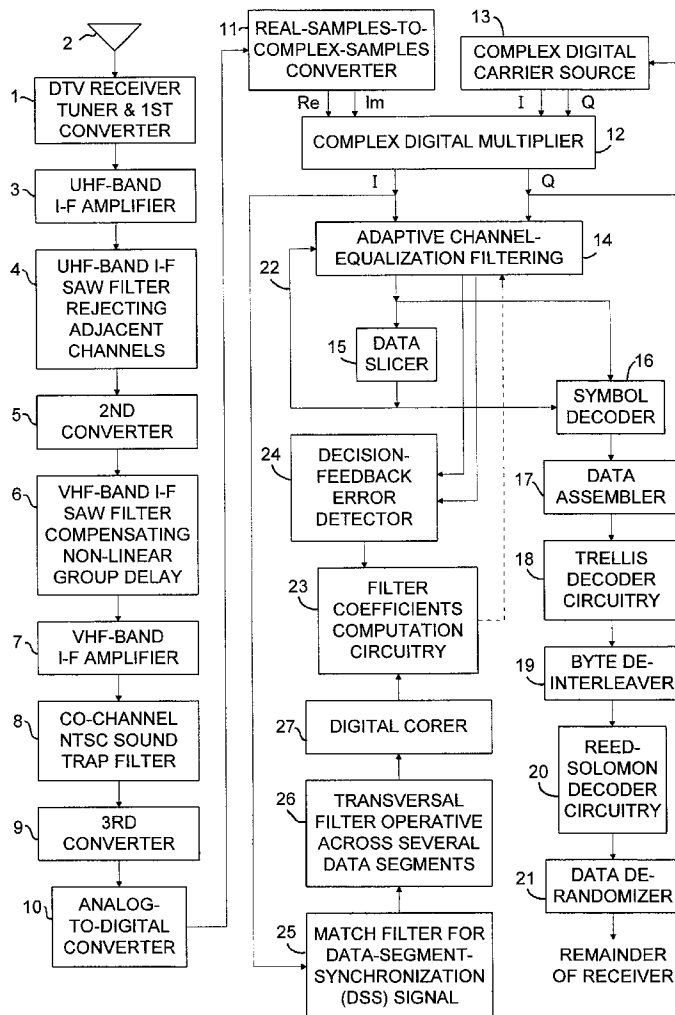 2
1
DTV RECEIVER
TUNER & 1ST
CONVERTER
3
UHF-BAND
I-F AMPLIFIER
4
UHF-BAND I-F
SAW FILTER
REJECTING
ADJACENT
CHANNELS
5
2ND
CONVERTER
6
VHF-BAND I-F
SAW FILTER
COMPENSATING
NON-LINEAR
GROUP DELAY
7
VHF-BAND
I-F AMPLIFIER
8
CO-CHANNEL
NTSC SOUND
TRAP FILTER
9
3RD
CONVERTER
10
ANALOG-
TO-DIGITAL
CONVERTER
11
REAL-SAMPLES-TO-
COMPLEX-SAMPLES
CONVERTER
13
COMPLEX DIGITAL
CARRIER SOURCE
Re Im I Q
COMPLEX DIGITAL MULTIPLIER
12
I Q
ADAPTIVE CHANNEL-
EQUALIZATION FILTERING
14
22
15
DATA
SLICER
16
SYMBOL
DECODER
24
DECISION-
FEEDBACK
ERROR
DETECTOR
17
DATA
ASSEMBLER
18
TRELLIS
DECODER
CIRCUITRY
23
FILTER
COEFFICIENTS
COMPUTATION
CIRCUITRY
19
BYTE DE-
INTERLEAVER
27
DIGITAL CORER
20
REED-
SOLOMON
DECODER
CIRCUITRY
26
TRANSVERSAL
FILTER OPERATIVE
ACROSS SEVERAL
DATA SEGMENTS
21
DATA DE-
RANDOMIZER
25
MATCH FILTER FOR
DATA-SEGMENT-
SYNCHRONIZATION
(DSS) SIGNAL
REMAINDER
OF RECEIVER